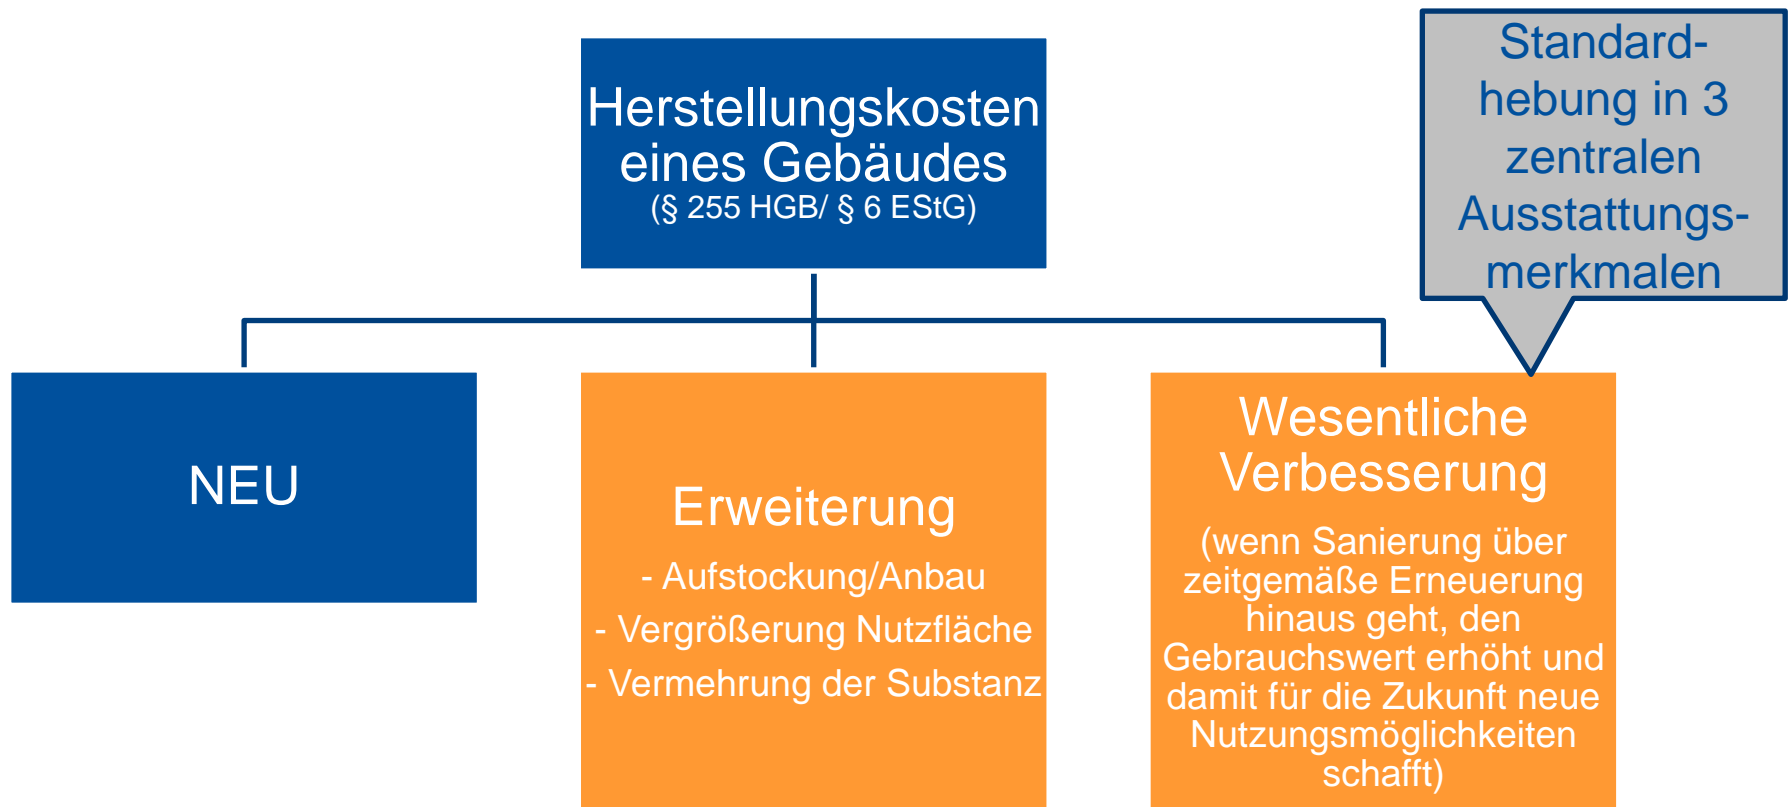 Herstellungskosten
eines Gebäudes
(§ 255 HGB/ § 6 EStG)
Standard-
hebung in 3
zentralen
Ausstattungs-
merkmalen
NEU
Erweiterung
- Aufstockung/Anbau
- Vergrößerung Nutzfläche
- Vermehrung der Substanz
Wesentliche
Verbesserung
(wenn Sanierung über
zeitgemäße Erneuerung
hinaus geht, den
Gebrauchswert erhöht und
damit für die Zukunft neue
Nutzungsmöglichkeiten
schafft)